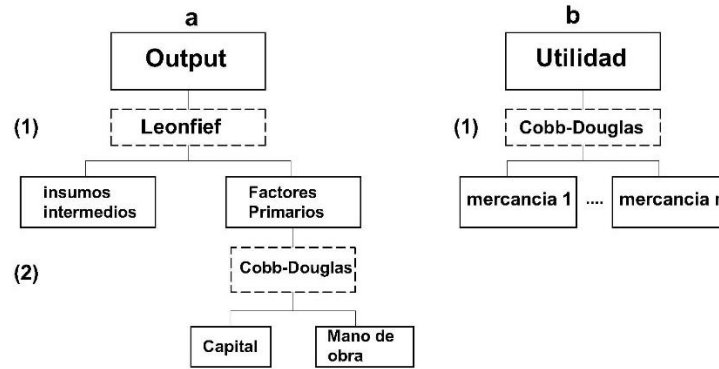 a
Output
(1)
Leonfief
insumos
intermedios
Factores
Primarios
(2)
Cobb-Douglas
Capital
Mano de
obra
b
Utilidad
(1)
Cobb-Douglas
mercancia 1
....
mercancia n